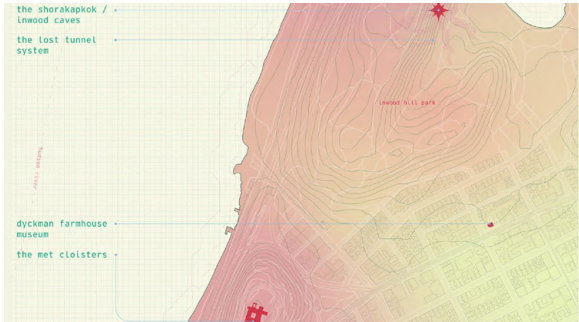 the shorakapkok /
inwood caves
the lost tunnel
system
inwood hill park
hudson river
dyckman farmhouse
museum
the met cloisters